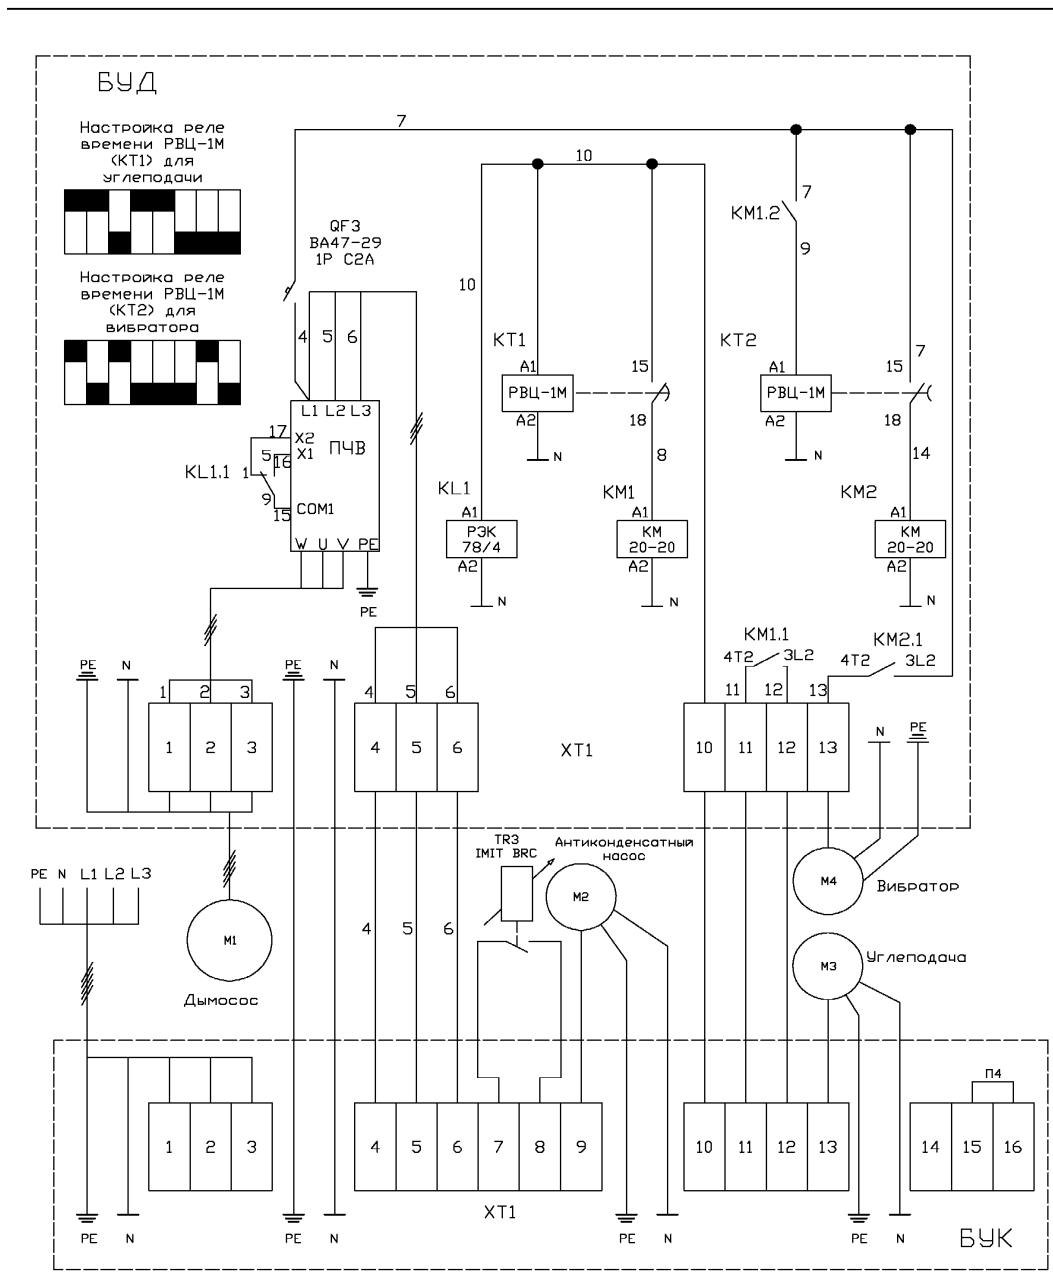 БУД
Настройка реле
времени РВЦ-1М
(КТ1) для
углеподачи
Настройка реле
времени РВЦ-1М
(КТ2) для
вибратора
QF3
ВА47-29
1Р С2А
7
10
10
7
KM1.2
9
4
5
6
L1 L2 L3
ПЧВ
17
X2
5
X1
16
KL1.1
1
9
COM1
15
W U V PE
PE
KT1
A1
РВЦ-1М
A2
N
15
18
8
KT2
A1
РВЦ-1М
A2
N
15
7
18
14
KL1
A1
РЭК
78/4
A2
N
KM1
A1
КМ
20-20
A2
N
KM2
A1
КМ
20-20
A2
N
KM1.1
4T2
3L2
KM2.1
4T2
3L2
PE
N
1
2
3
PE
N
4
5
6
11
12
13
1
2
3
4
5
6
XT1
10
11
12
13
N
PE
PE N L1 L2 L3
M1
Дымосос
TR3
IMIT BRC
Антиконденсатный
насос
M2
M4
Вибратор
4
5
6
M3
Углеподача
П4
1
2
3
4
5
6
7
8
9
10
11
12
13
14
15
16
XT1
PE
N
PE
N
PE
N
PE
N
БУК